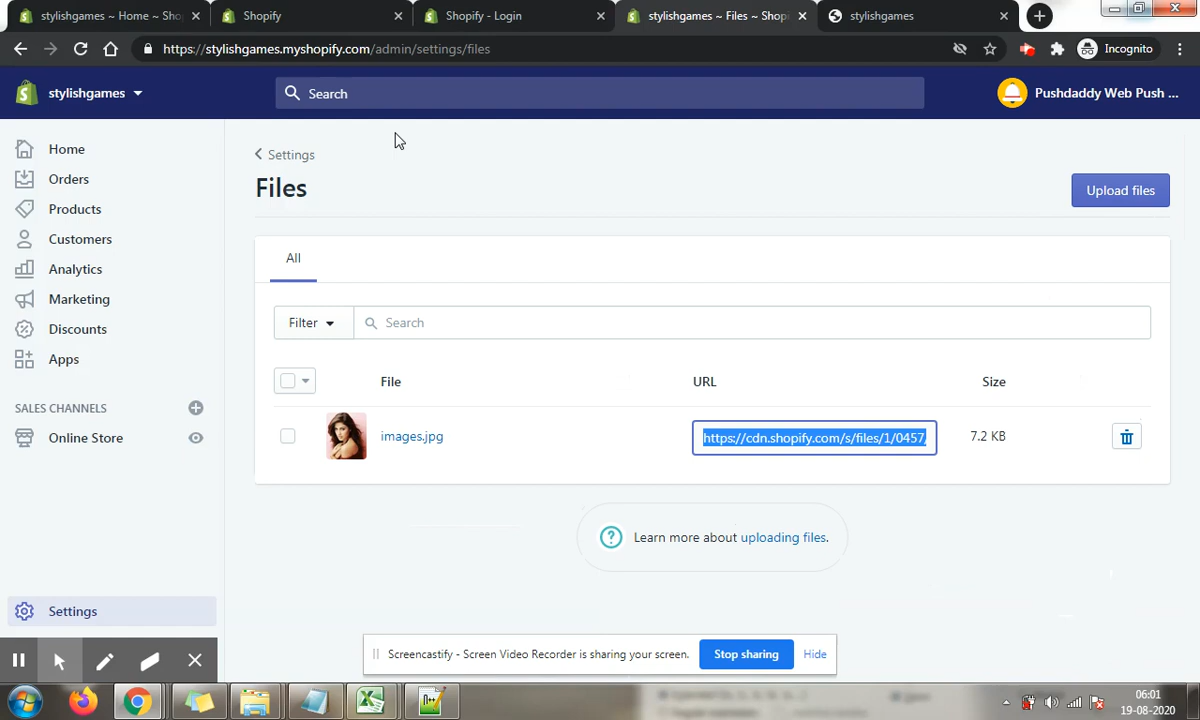 stylishgames ~ Home ~ Sho
Shopify
Shopify - Login
stylishgames ~ Files ~ Shopi
stylishgames
https://stylishgames.myshopify.com/admin/settings/files
Incognito
stylishgames
Search
Pushdaddy Web Push ...
Home
Orders
Products
Customers
Analytics
Marketing
Discounts
Apps
SALES CHANNELS
Online Store
Settings
Settings
Files
Upload files
All
Filter
Search
File
URL
Size
images.jpg
https://cdn.shopify.com/s/files/1/0457/
7.2 KB
Learn more about uploading files.
Screencastify - Screen Video Recorder is sharing your screen.
Stop sharing
Hide
06:01
19-08-2020